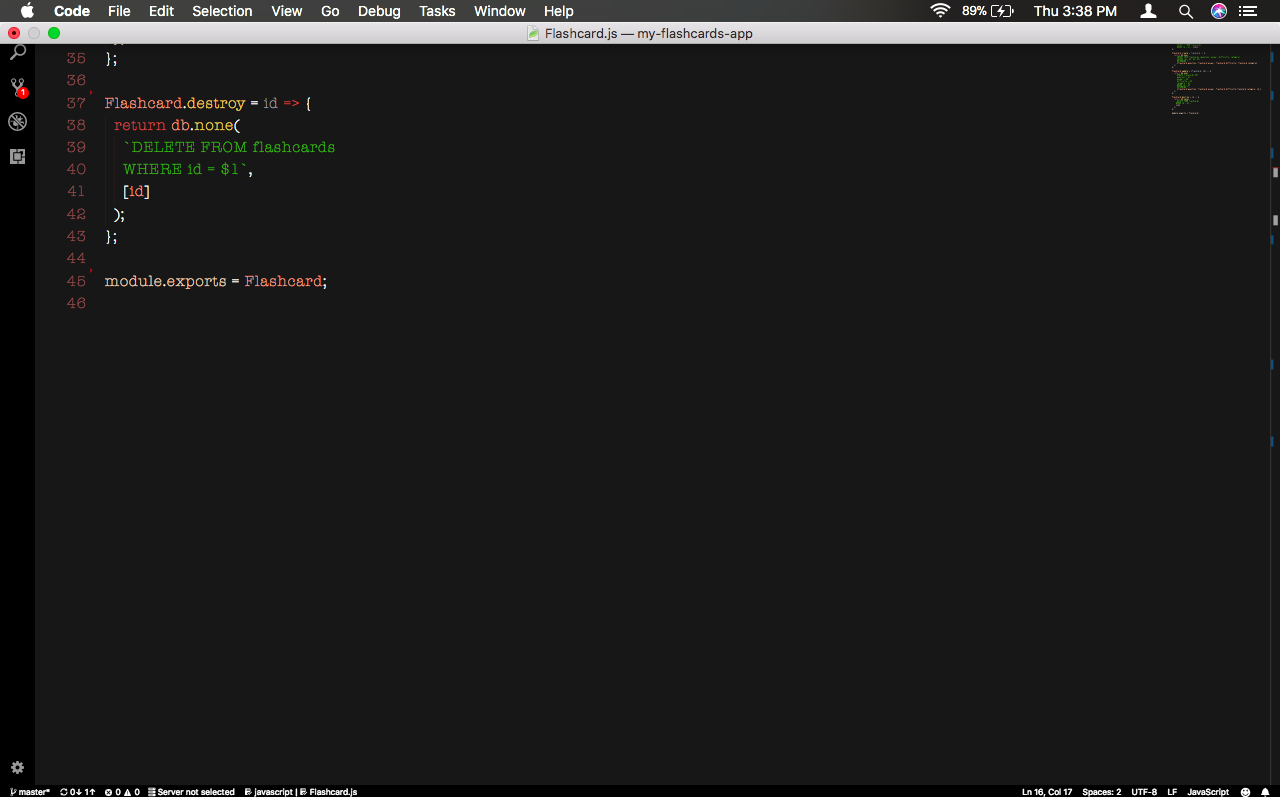 Code File Edit Selection View Go Debug Tasks Window Help 89% Thu 3:38 PM
Flashcard.js — my-flashcards-app
35 };
36
37 Flashcard.destroy = id => {
38 return db.none(
39 `DELETE FROM flashcards
40 WHERE id = $1`,
41 [id]
42 );
43 };
44
45 module.exports = Flashcard;
46
1
master* 0↓ 1↑ 0 0 Server not selected javascript | Flashcard.js Ln 16, Col 17 Spaces: 2 UTF-8 LF JavaScript